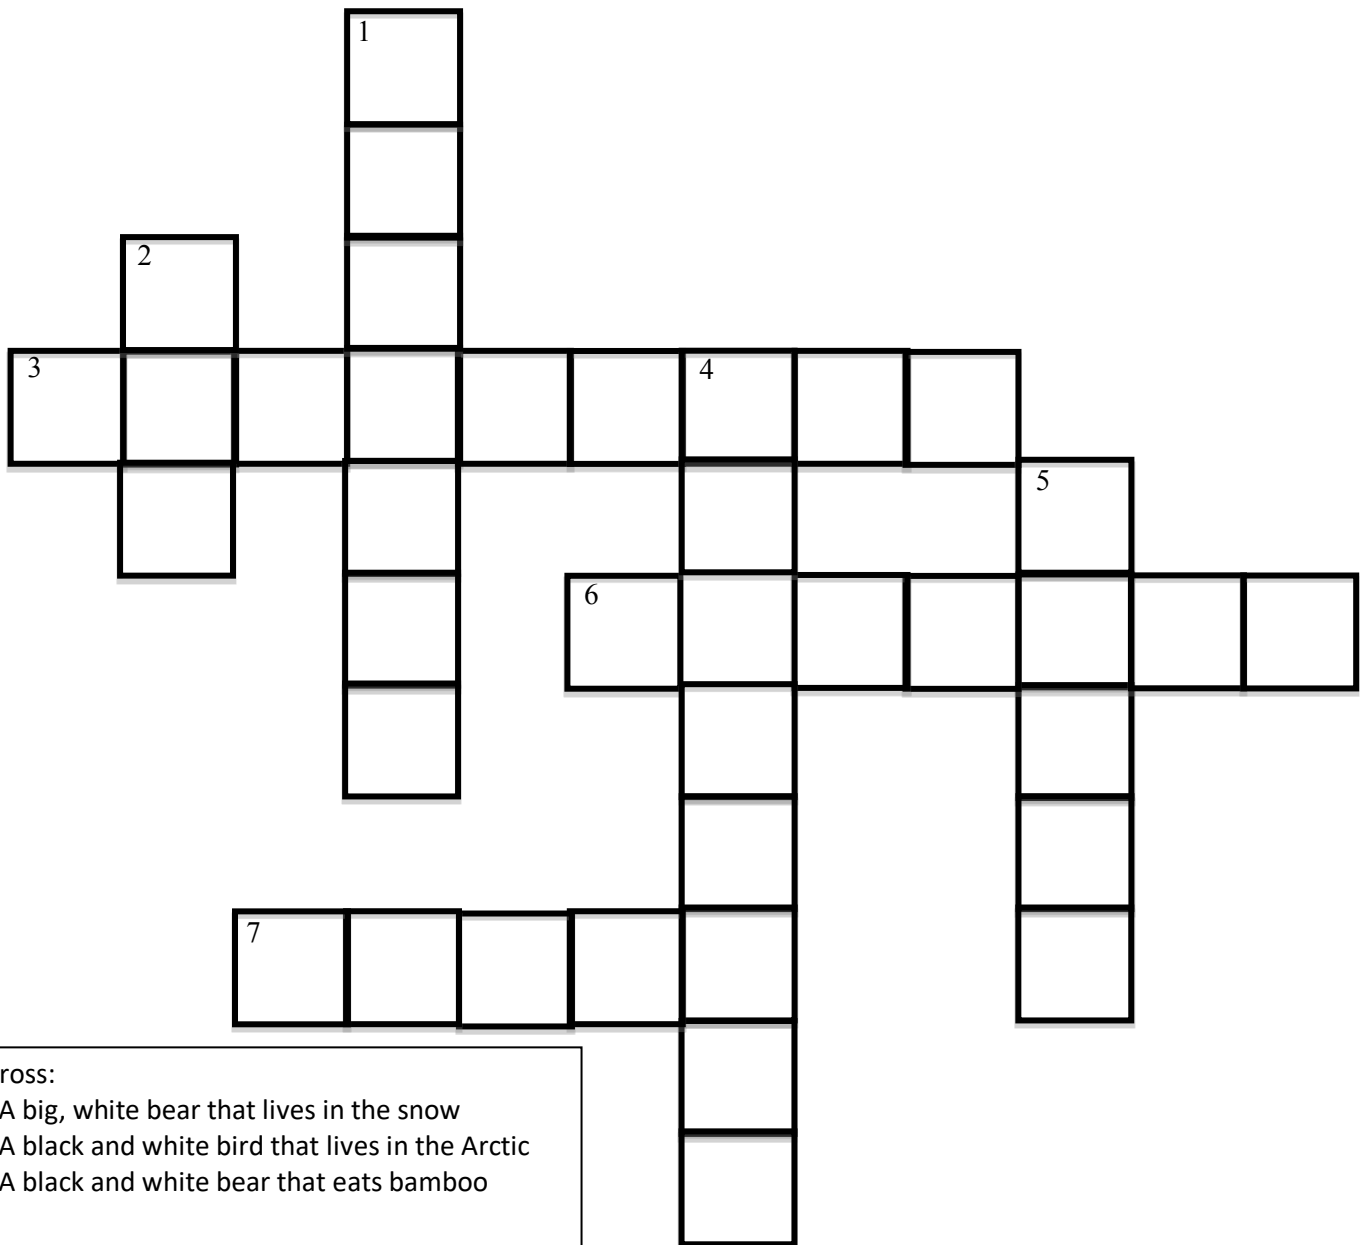 1
2
3
4
5
6
7
ross:
A big, white bear that lives in the snow
A black and white bird that lives in the Arctic
A black and white bear that eats bamboo